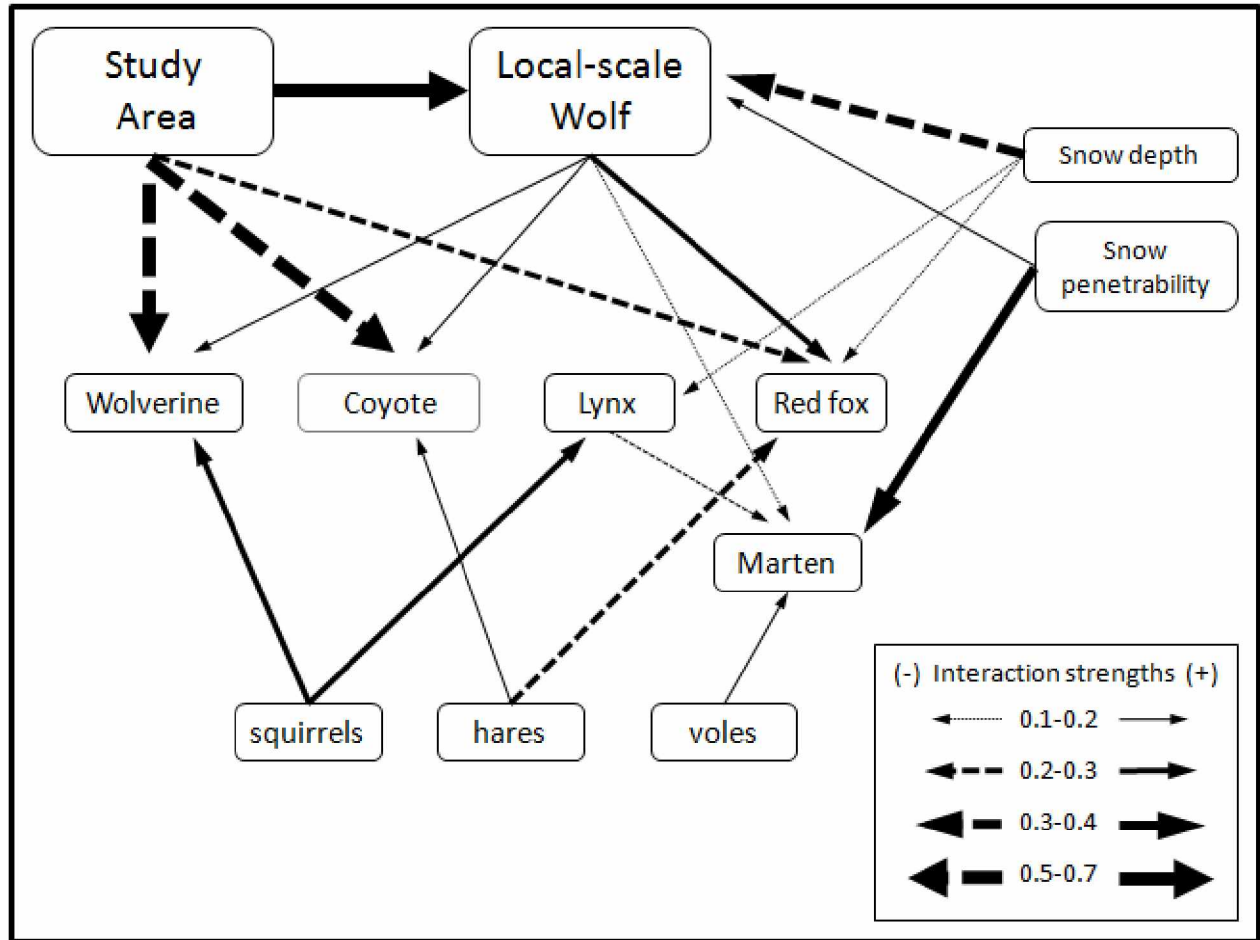 Study
Area
Local-scale
Wolf
Snow depth
Snow
penetrability
Wolverine
Coyote
Lynx
Red fox
Marten
squirrels
hares
voles
(-) Interaction strengths (+)
0.1-0.2
0.2-0.3
0.3-0.4
0.5-0.7